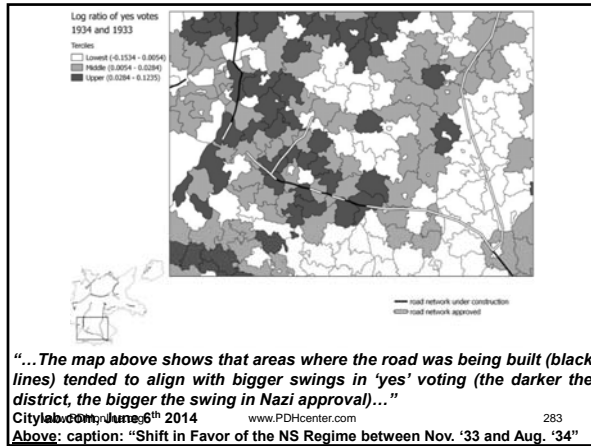 Log ratio of yes votes
1934 and 1933
Terciles
Lowest (-0.1534 - 0.0054)
Middle (0.0054 - 0.0284)
Upper (0.0284 - 0.1235)
road network under construction
road network approved
“…The map above shows that areas where the road was being built (black
lines) tended to align with bigger swings in ‘yes’ voting (the darker the
district, the bigger the swing in Nazi approval)…”
Citylab.com, June 6th 2014
www.PDHcenter.com
283
Above: caption: “Shift in Favor of the NS Regime between Nov. ‘33 and Aug. ‘34”